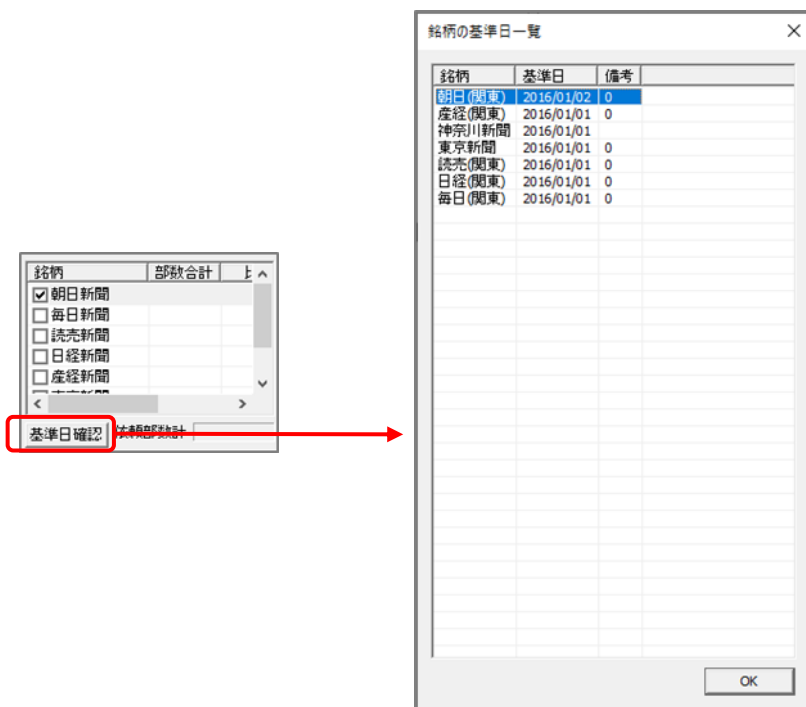 銘柄の基準日一覧
銘柄 基準日 備考
朝日(関東) 2016/01/02 0
産経(関東) 2016/01/01 0
神奈川新聞 2016/01/01
東京新聞 2016/01/01 0
読売(関東) 2016/01/01 0
日経(関東) 2016/01/01 0
毎日(関東) 2016/01/01 0
OK
銘柄 部数合計
朝日新聞
毎日新聞
読売新聞
日経新聞
産経新聞
基準日確認 依頼部数計